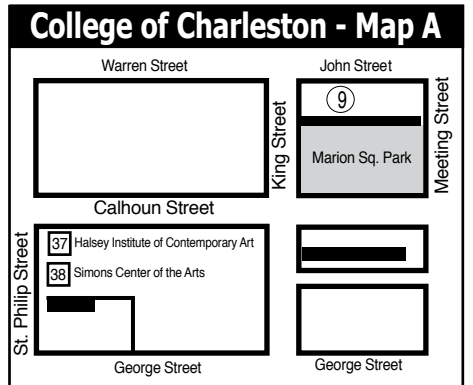 College of Charleston - Map A
Warren Street
John Street
9
King Street
Meeting Street
Marion Sq. Park
Calhoun Street
St. Philip Street
37 Halsey Institute of Contemporary Art
38 Simons Center of the Arts
George Street
George Street